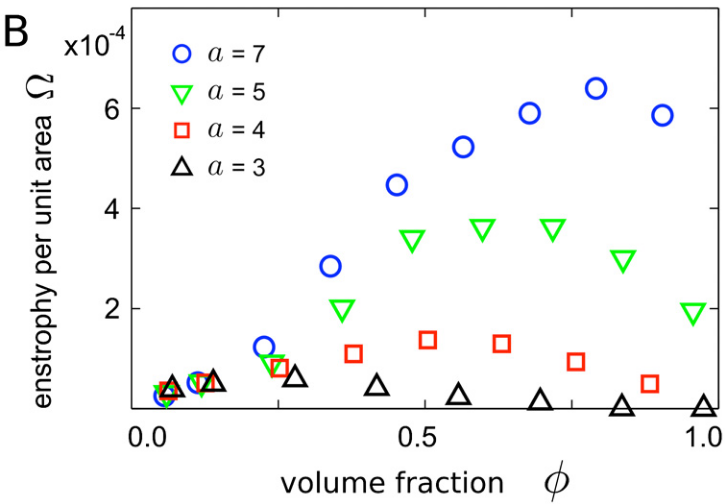 B
x10-4
a = 7
a = 5
a = 4
a = 3
6
4
2
enstrophy per unit area Ω
0.0 0.5 1.0
volume fraction ϕ